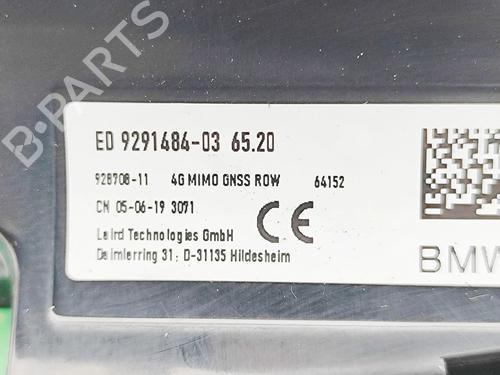 B-PARTS
ED 9291484-03 65.20
928708-11 4G MIMO GNSS ROW 64152
CN 05-06-19 3071
CE
Laird Technologies GmbH
Daimlerring 31; D-31135 Hildesheim
BMW